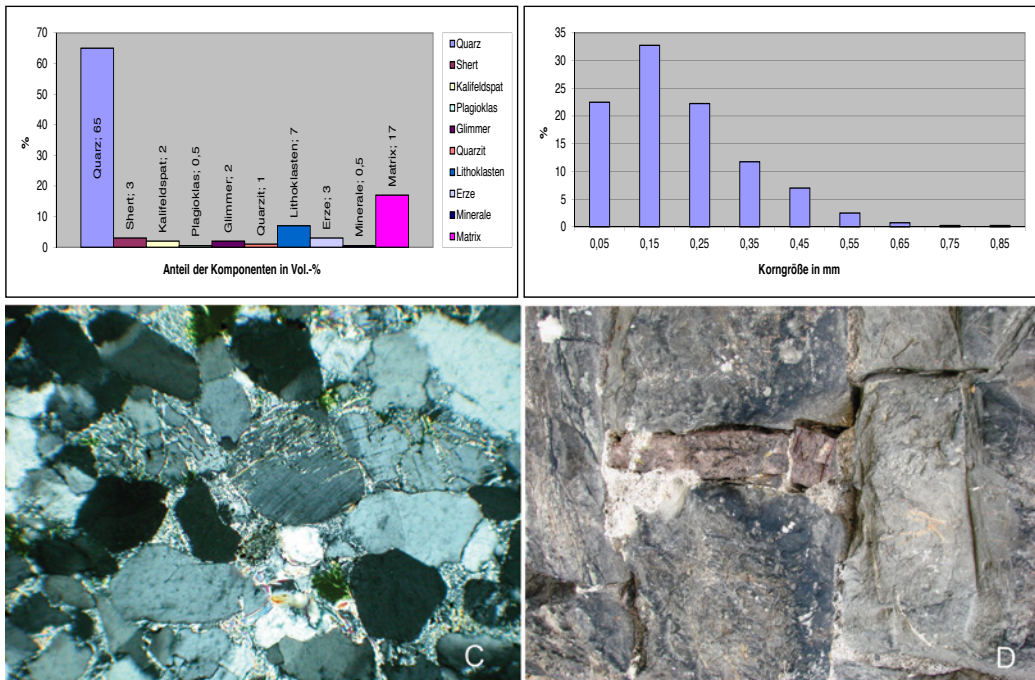 70
60
50
40
30
20
10
0
%
Quarz; 65
Shert; 3
Kalifeldspat; 2
Plagioklas; 0,5
Glimmer; 2
Quarzit; 1
Lithoklasten; 7
Erze; 3
Minerale; 0,5
Matrix; 17
Anteil der Komponenten in Vol.-%
Quarz
Shert
Kalifeldspat
Plagioklas
Glimmer
Quarzit
Lithoklasten
Erze
Minerale
Matrix
35
30
25
20
15
10
5
0
%
0,05 0,15 0,25 0,35 0,45 0,55 0,65 0,75 0,85
Korngröße in mm
C
D